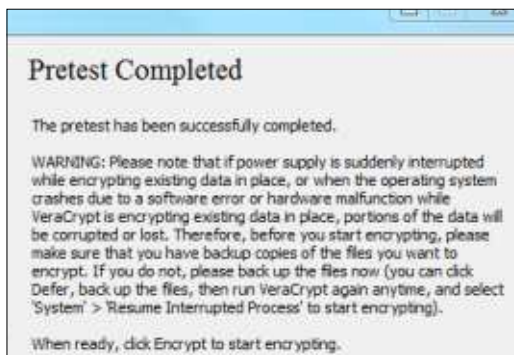 Pretest Completed
The pretest has been successfully completed.
WARNING: Please note that if power supply is suddenly interrupted
while encrypting existing data in place, or when the operating system
crashes due to a software error or hardware malfunction while
VeraCrypt is encrypting existing data in place, portions of the data will
be corrupted or lost. Therefore, before you start encrypting, please
make sure that you have backup copies of the files you want to
encrypt. If you do not, please back up the files now (you can click
Defer, back up the files, then run VeraCrypt again anytime, and select
'System' > 'Resume Interrupted Process' to start encrypting).
When ready, click Encrypt to start encrypting.